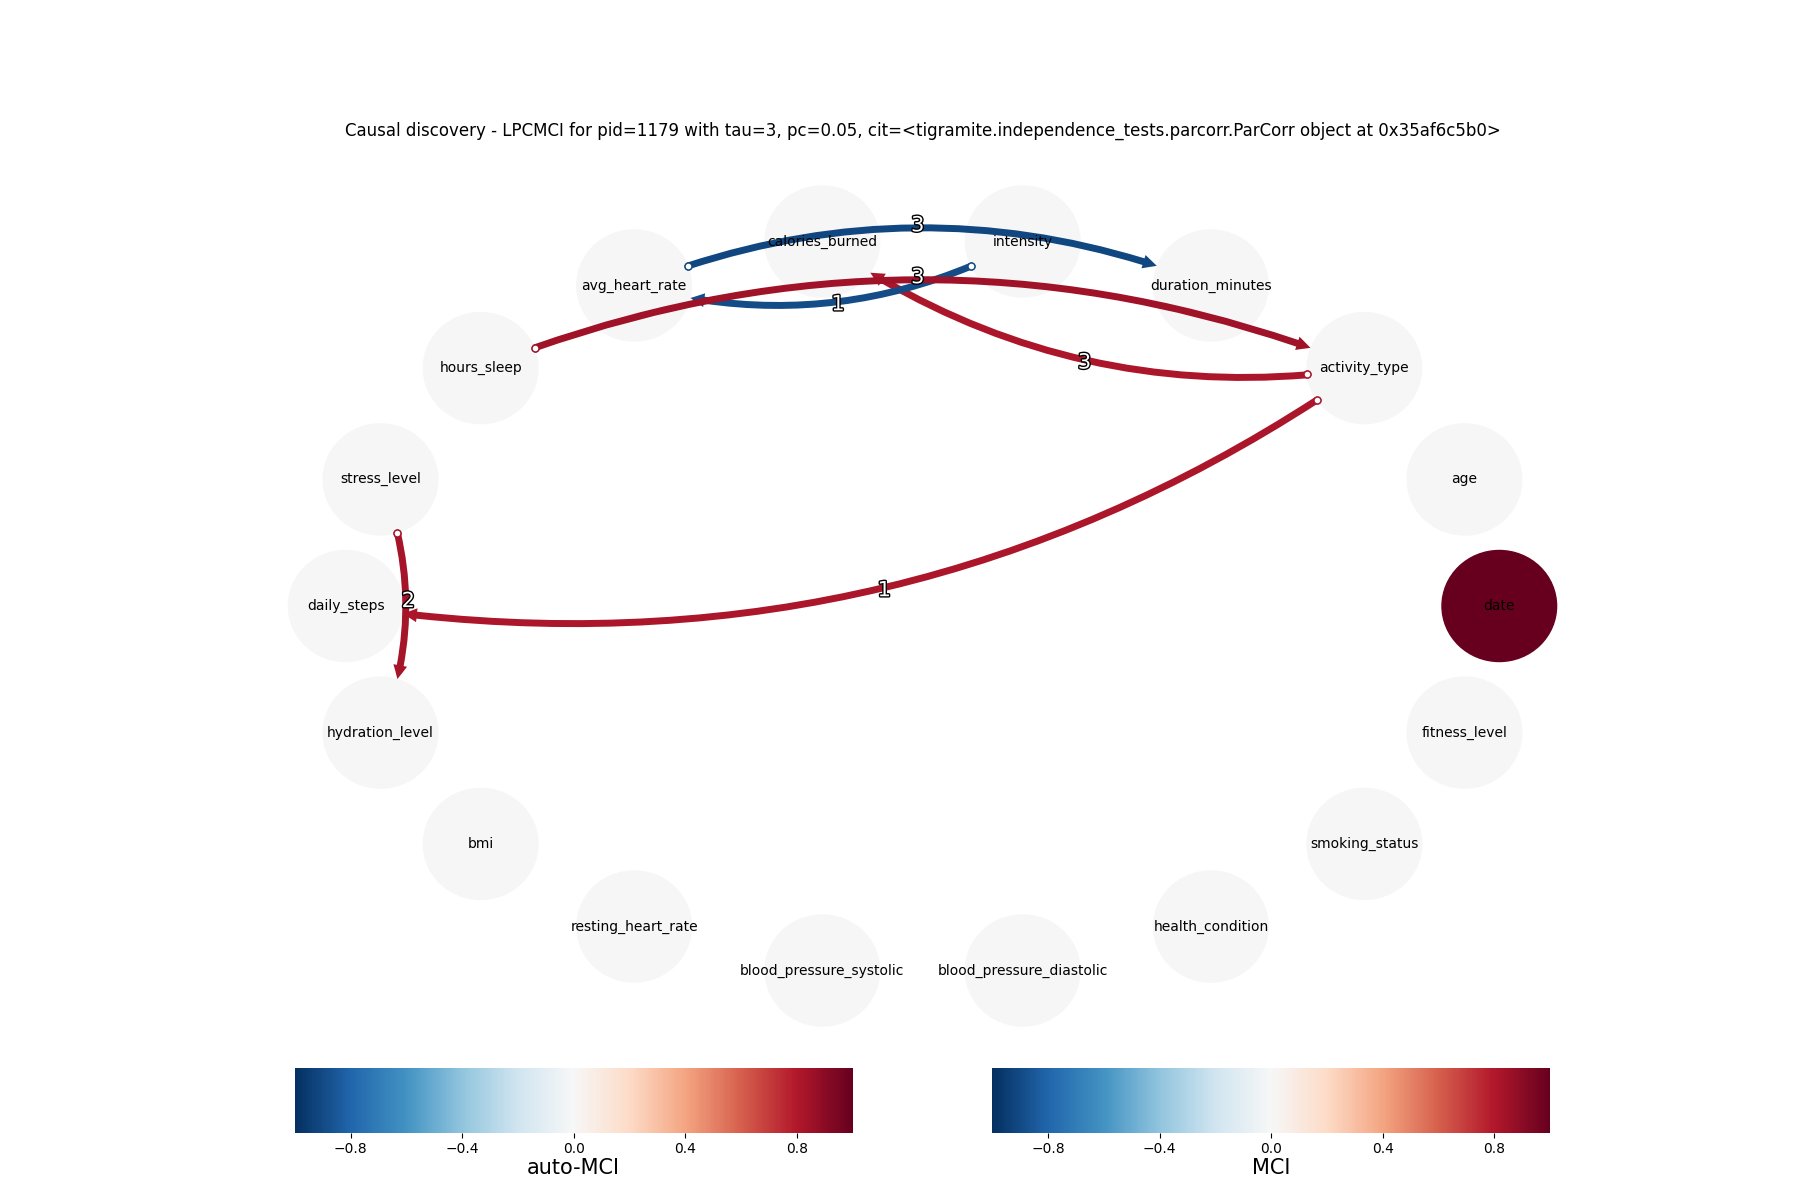 Causal discovery - LPCMCI for pid=1179 with tau=3, pc=0.05, cit=<tigramite.independence_tests.parcorr.ParCorr object at 0x35af6c5b0>
3
calories_burned
intensity
3
avg_heart_rate
duration_minutes
1
3
hours_sleep
activity_type
stress_level
age
1
2
daily_steps
date
hydration_level
fitness_level
bmi
smoking_status
resting_heart_rate
health_condition
blood_pressure_systolic
blood_pressure_diastolic
−0.8 −0.4 0.0 0.4 0.8
auto-MCI
−0.8 −0.4 0.0 0.4 0.8
MCI